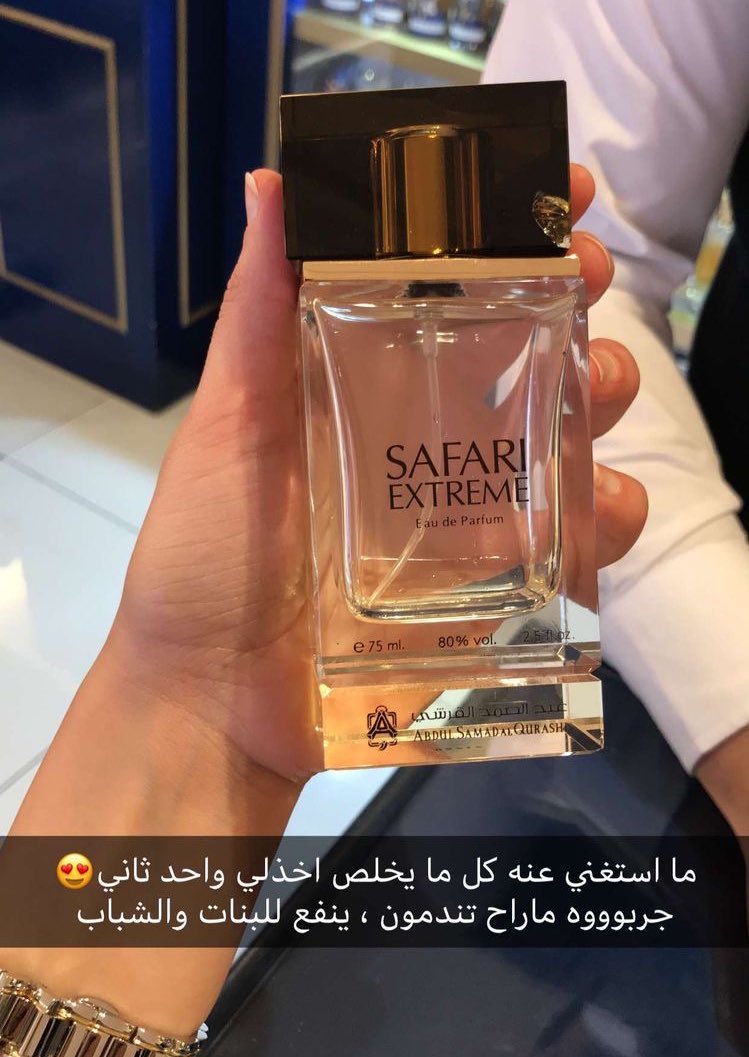 SAFARI
EXTREME
Eau de Parfum
e 75 ml. 80% vol. 2.5 fl.oz.
عبد الصمد القرشي
ABDUL SAMAD AL QURASHI
ما استغني عنه كل ما يخلص اخذلي واحد ثاني😍
جربوووه ماراح تندمون ، ينفع للبنات والشباب